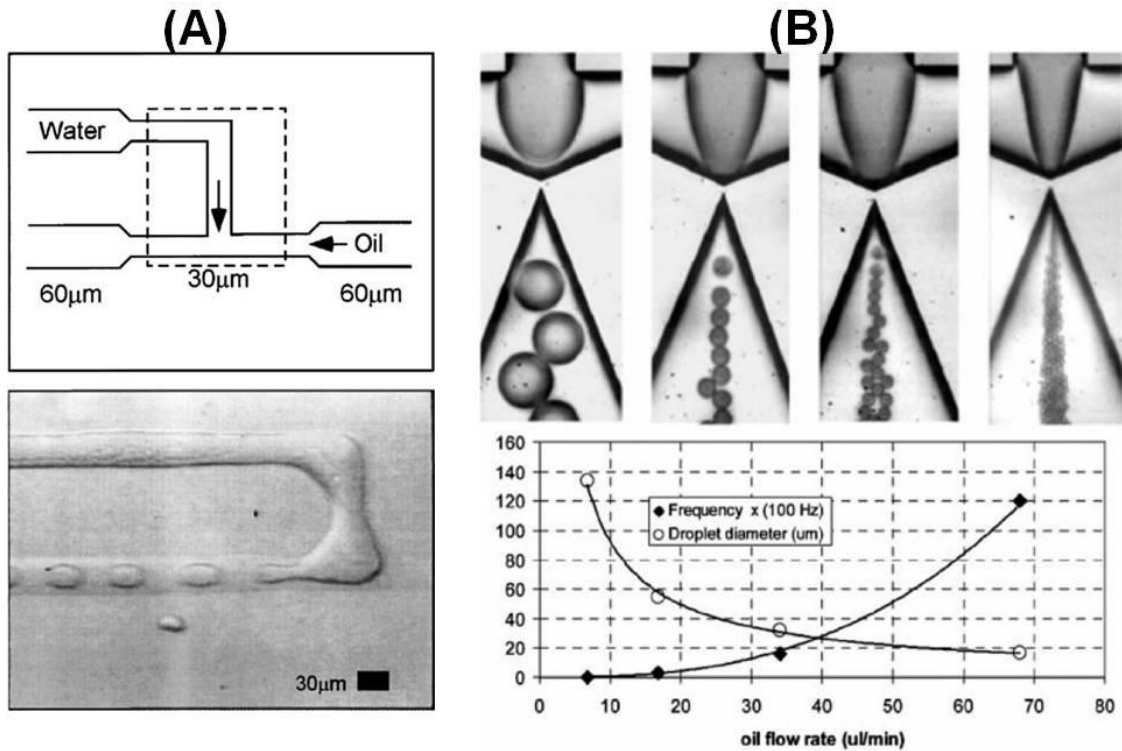 (A)
Water
Oil
30μm
60μm
60μm
30μm
(B)
160
140
120
100
80
60
40
20
0
Frequency x (100 Hz)
Droplet diameter (um)
0 10 20 30 40 50 60 70 80
oil flow rate (ul/min)